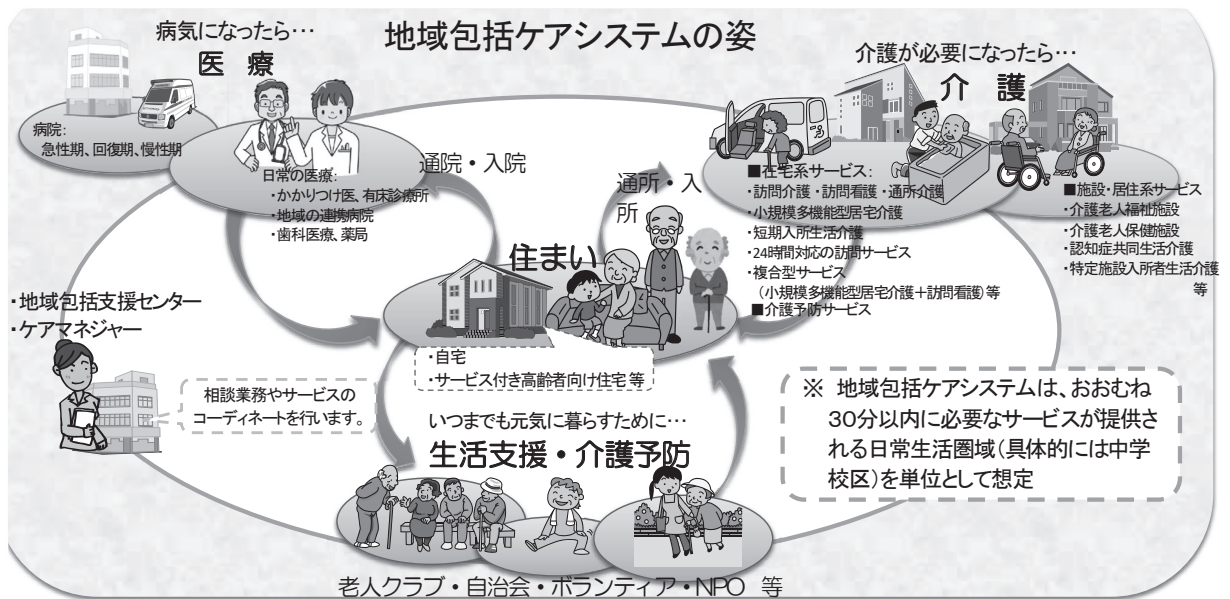 地域包括ケアシステムの姿
病気になったら…
医 療
病院:
急性期、回復期、慢性期
日常の医療:
・かかりつけ医、有床診療所
・地域の連携病院
・歯科医療、薬局
通院・入院
通所・入
所
介護が必要になったら…
介 護
■在宅系サービス:
・訪問介護・訪問看護・通所介護
・小規模多機能型居宅介護
・短期入所生活介護
・24時間対応の訪問サービス
・複合型サービス
(小規模多機能型居宅介護+訪問看護)等
■介護予防サービス
■施設・居住系サービス
・介護老人福祉施設
・介護老人保健施設
・認知症共同生活介護
・特定施設入所者生活介護
等
住まい
・自宅
・サービス付き高齢者向け住宅 等
・地域包括支援センター
・ケアマネジャー
相談業務やサービスの
コーディネートを行います。
いつまでも元気に暮らすために…
生活支援・介護予防
老人クラブ・自治会・ボランティア・NPO 等
※ 地域包括ケアシステムは、おおむね
30分以内に必要なサービスが提供さ
れる日常生活圏域(具体的には中学
校区)を単位として想定